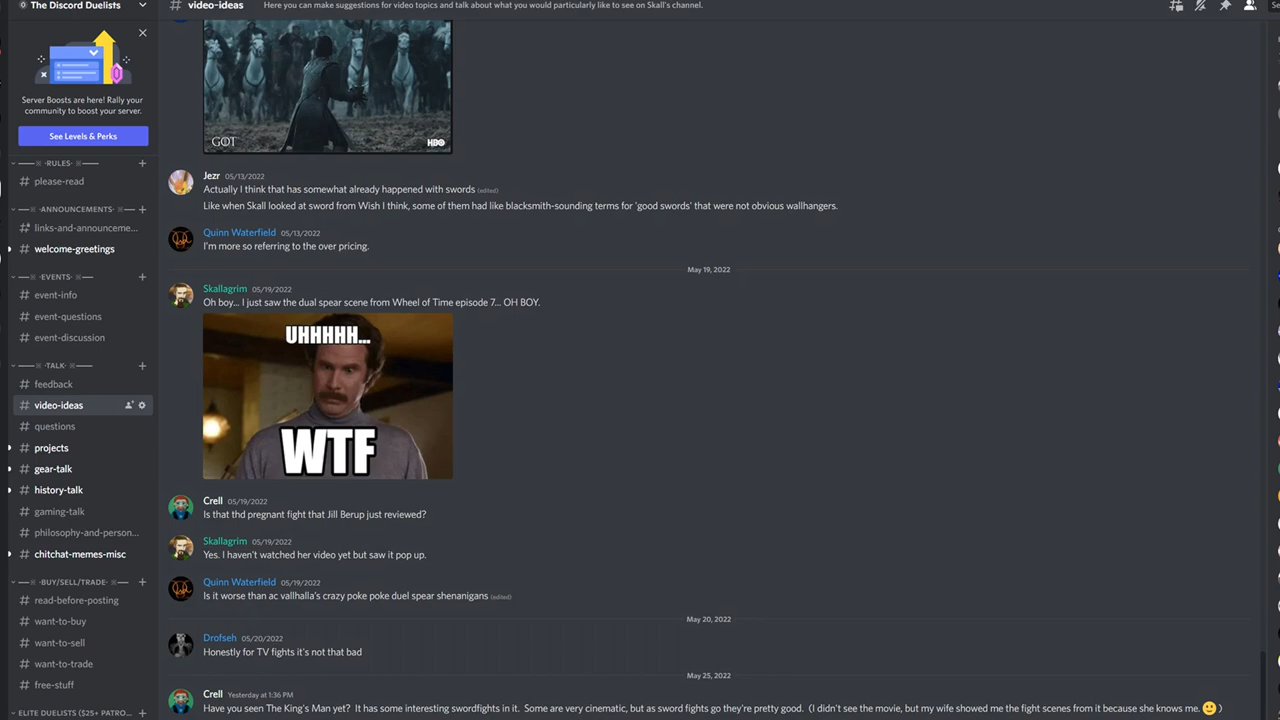 The Discord Duelists
# video-ideas Here you can make suggestions for video topics and talk about what you would particularly like to see on Skall's channel.
Server Boosts are here! Rally your
community to boost your server.
See Levels & Perks
·RULES·
# please-read
·ANNOUNCEMENTS·
links-and-announceme...
# welcome-greetings
·EVENTS·
# event-info
# event-questions
# event-discussion
·TALK·
# feedback
# video-ideas
# questions
# projects
# gear-talk
# history-talk
# gaming-talk
# philosophy-and-person...
# chitchat-memes-misc
·BUY/SELL/TRADE·
# read-before-posting
# want-to-buy
# want-to-sell
# want-to-trade
# free-stuff
ELITE DUELISTS ($25+ PATRO...
GOT HBO
Jezr 05/13/2022
Actually I think that has somewhat already happened with swords (edited)
Like when Skall looked at sword from Wish I think, some of them had like blacksmith-sounding terms for 'good swords' that were not obvious wallhangers.
Quinn Waterfield 05/13/2022
I'm more so referring to the over pricing.
May 19, 2022
Skallagrim 05/19/2022
Oh boy... I just saw the dual spear scene from Wheel of Time episode 7... OH BOY.
UHHHHH...
WTF
Crell 05/19/2022
Is that thd pregnant fight that Jill Berup just reviewed?
Skallagrim 05/19/2022
Yes. I haven't watched her video yet but saw it pop up.
Quinn Waterfield 05/19/2022
Is it worse than ac vallhalla's crazy poke poke duel spear shenanigans (edited)
May 20, 2022
Drofseh 05/20/2022
Honestly for TV fights it's not that bad
May 25, 2022
Crell Yesterday at 1:36 PM
Have you seen The King's Man yet? It has some interesting swordfights in it. Some are very cinematic, but as sword fights go they're pretty good. (I didn't see the movie, but my wife showed me the fight scenes from it because she knows me. 🙂 )